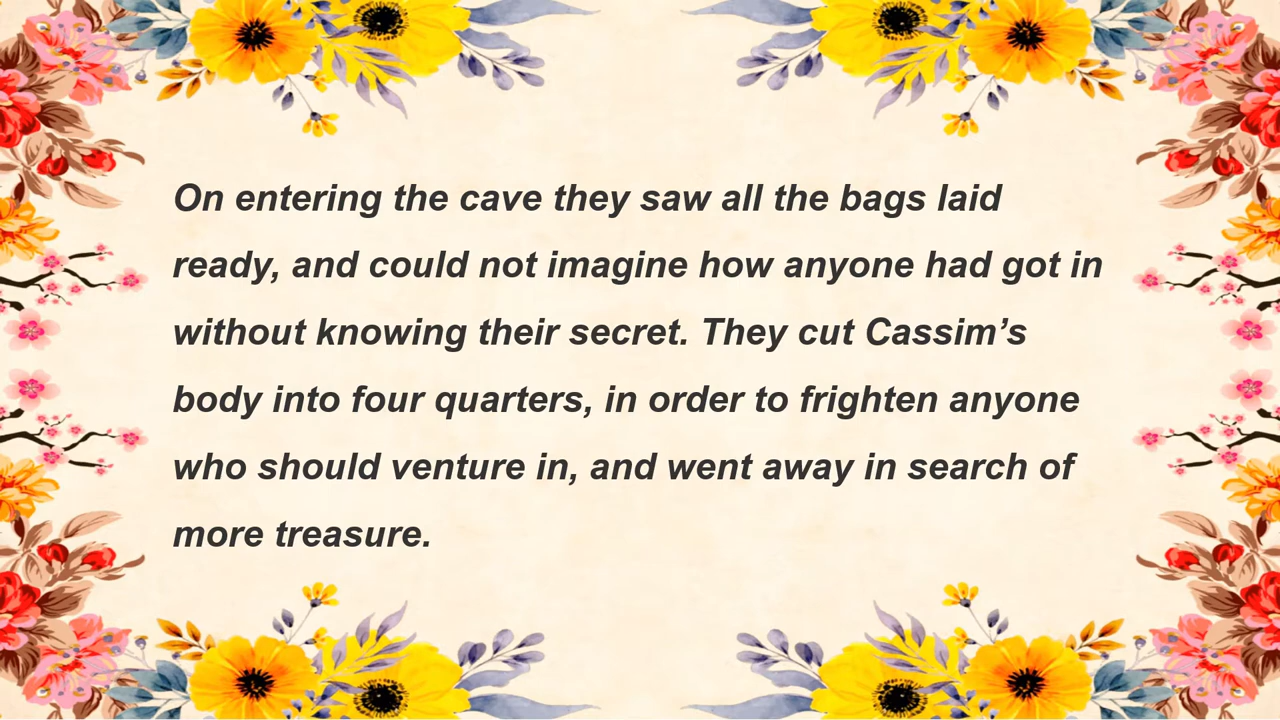 On entering the cave they saw all the bags laid
ready, and could not imagine how anyone had got in
without knowing their secret. They cut Cassim’s
body into four quarters, in order to frighten anyone
who should venture in, and went away in search of
more treasure.